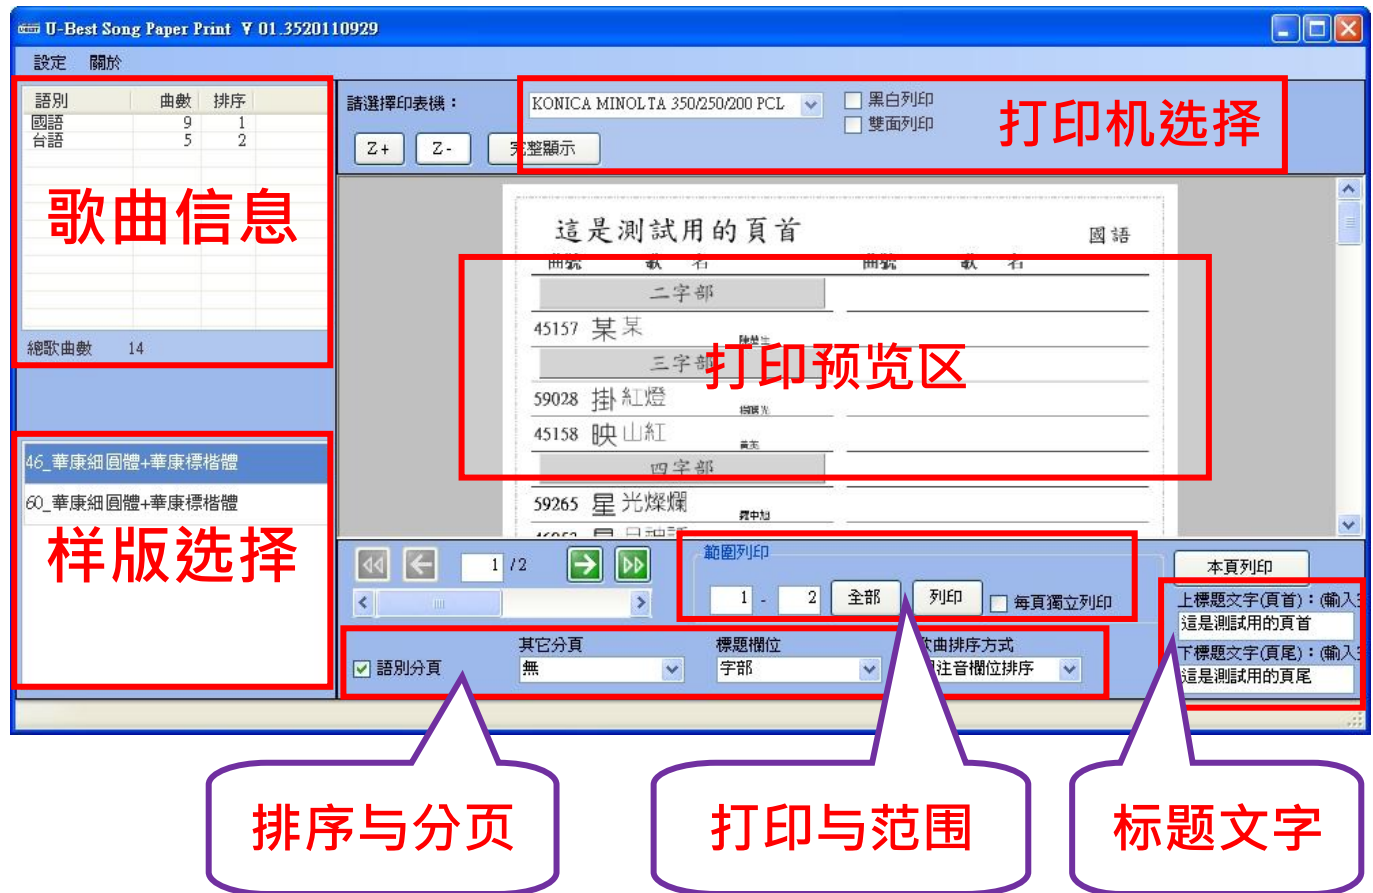 U-Best Song Paper Print V 01.3520110929
設定 關於
語別 曲數 排序
國語 9 1
台語 5 2
歌曲信息
總歌曲數 14
46_華康細圓體+華康標楷體
60_華康細圓體+華康標楷體
样版选择
請選擇印表機：
KONICA MINOLTA 350/250/200 PCL
黑白列印
雙面列印
打印机选择
Z+ Z- 完整顯示
這是測試用的頁首 國語
曲號 歌 名 曲號 歌 名
二字部
45157 某某
三字部
打印预览区
59028 掛紅燈
45158 映山紅
四字部
59265 星光燦爛
1 /2
範圍列印
1 - 2 全部 列印 每頁獨立列印
本頁列印
上標題文字(頁首)：(輸入
這是測試用的頁首
下標題文字(頁尾)：(輸入
這是測試用的頁尾
語別分頁
其它分頁
無
標題欄位
字部
歌曲排序方式
注音欄位排序
排序与分页
打印与范围
标题文字